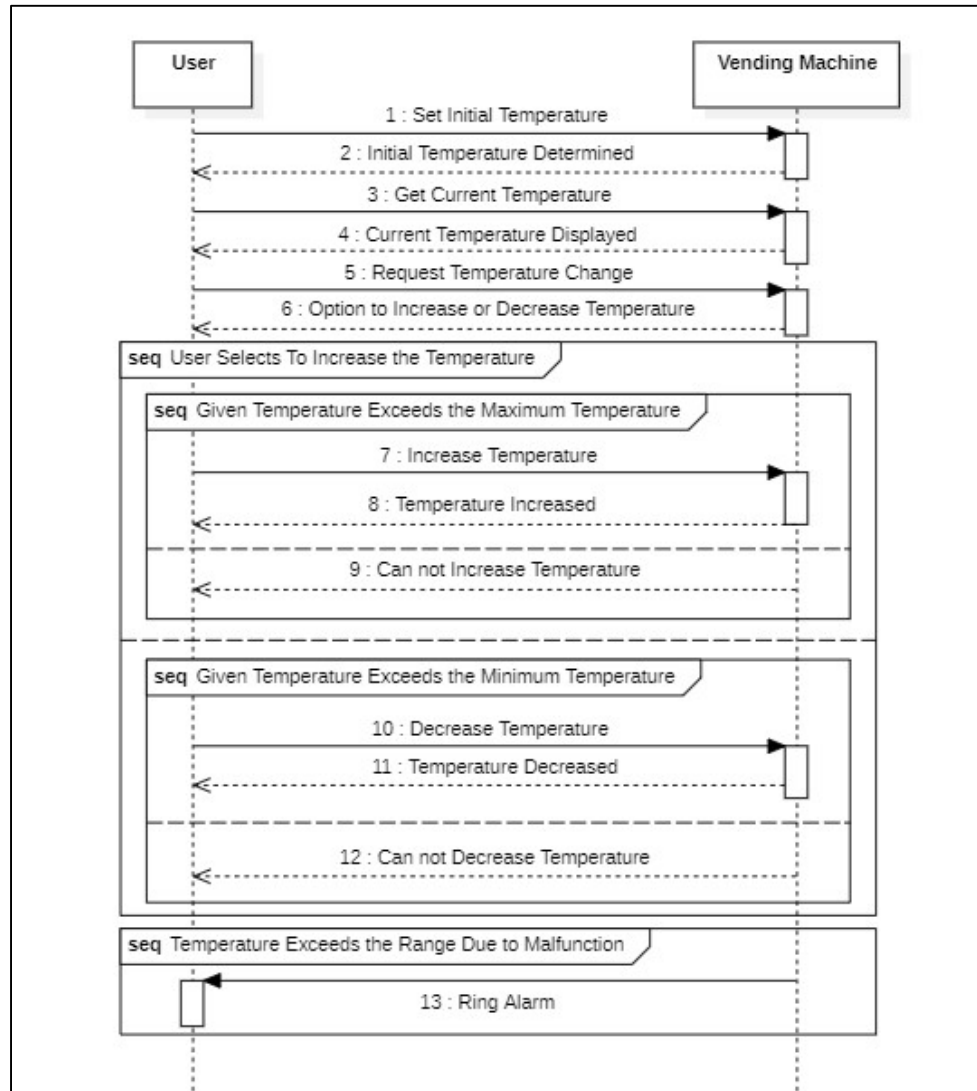 User
Vending Machine
1 : Set Initial Temperature
2 : Initial Temperature Determined
3 : Get Current Temperature
4 : Current Temperature Displayed
5 : Request Temperature Change
6 : Option to Increase or Decrease Temperature
seq User Selects To Increase the Temperature
seq Given Temperature Exceeds the Maximum Temperature
7 : Increase Temperature
8 : Temperature Increased
9 : Can not Increase Temperature
seq Given Temperature Exceeds the Minimum Temperature
10 : Decrease Temperature
11 : Temperature Decreased
12 : Can not Decrease Temperature
seq Temperature Exceeds the Range Due to Malfunction
13 : Ring Alarm